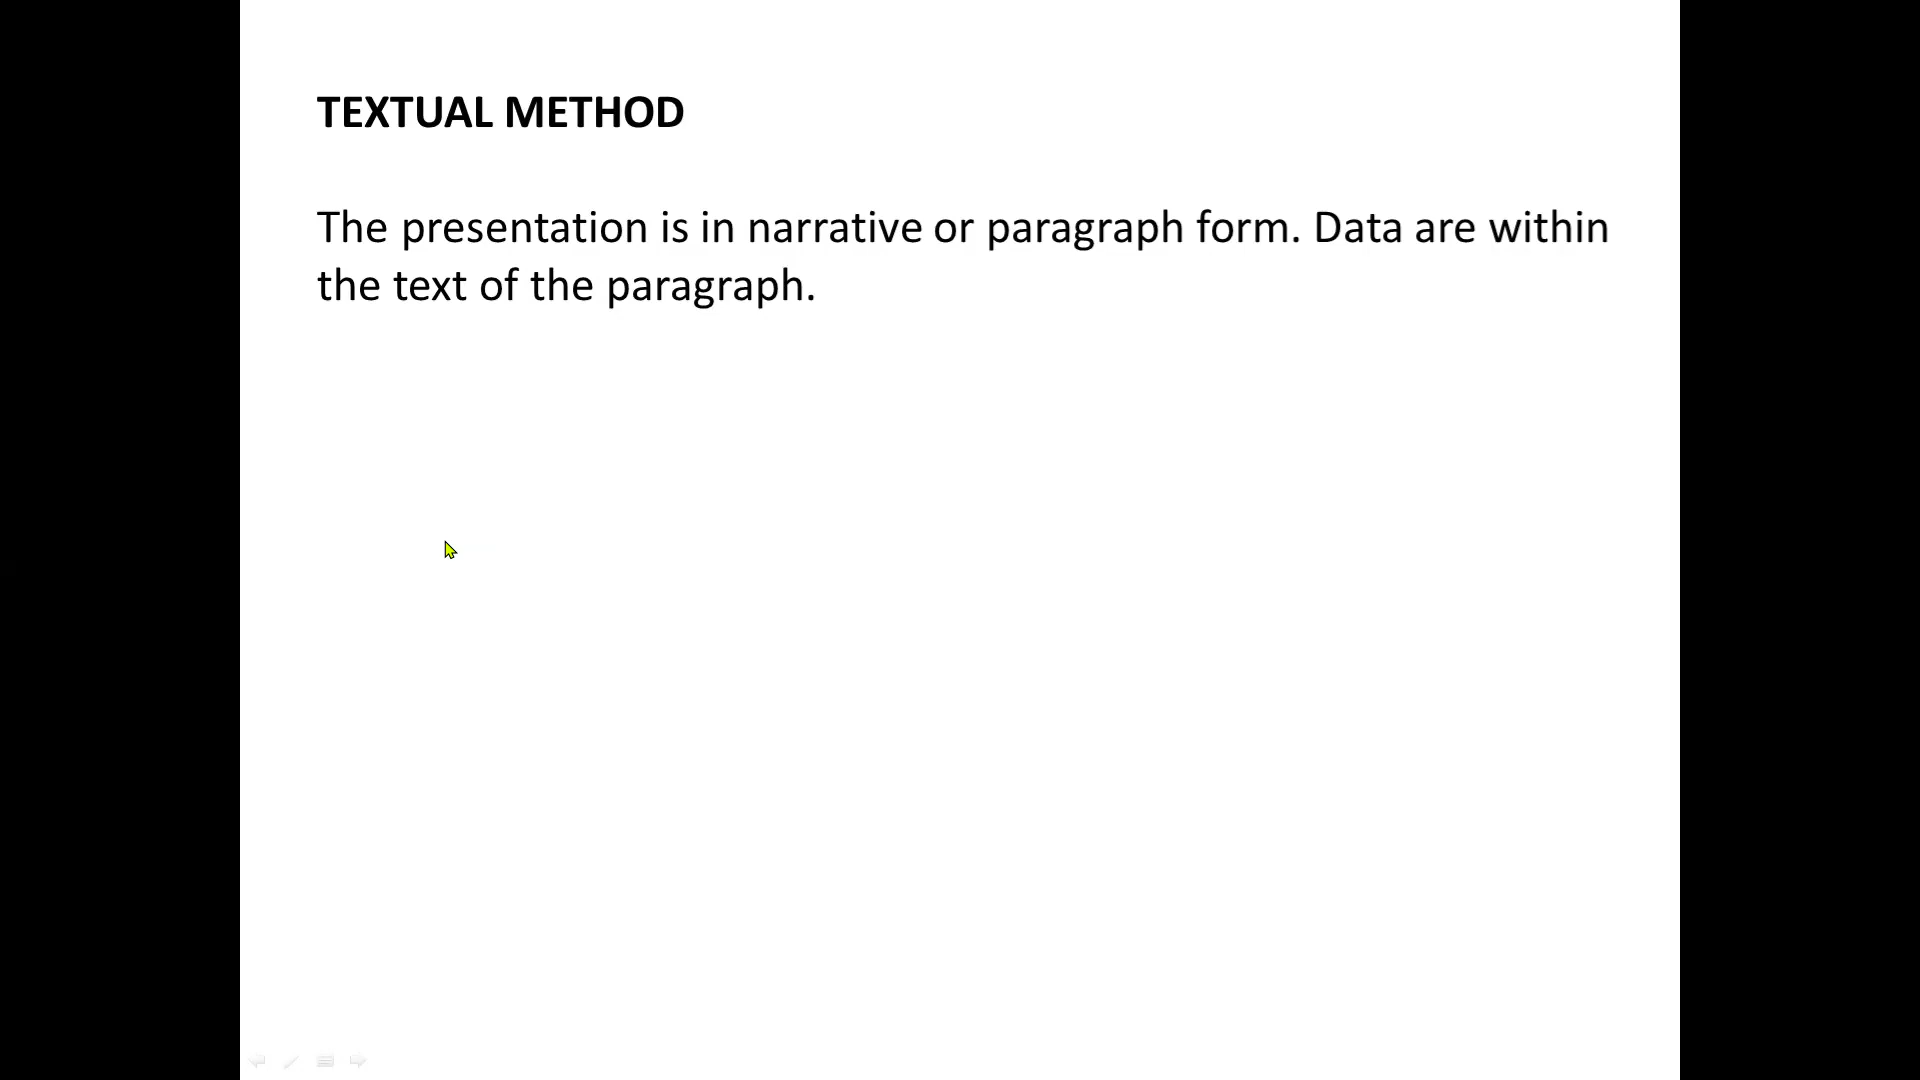 TEXTUAL METHOD
The presentation is in narrative or paragraph form. Data are within
the text of the paragraph.